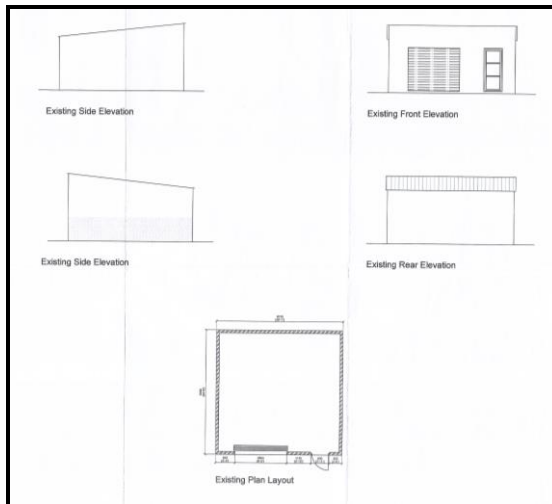 Existing Side Elevation
Existing Front Elevation
Existing Side Elevation
Existing Rear Elevation
Existing Plan Layout